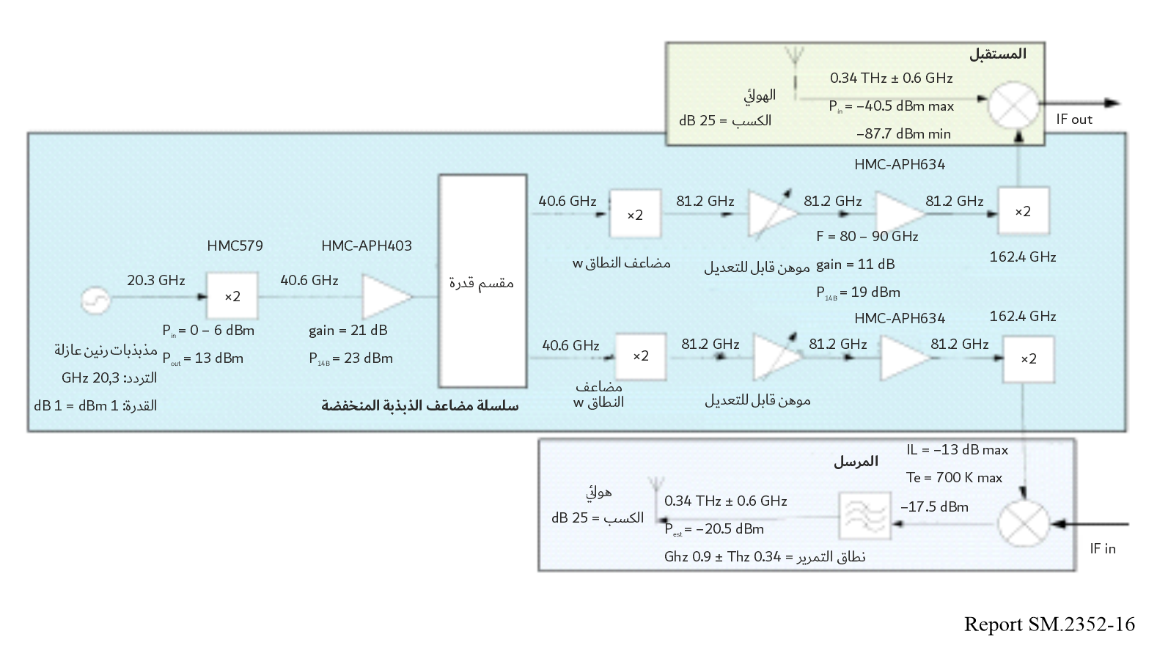 المستقبل
0.34 THz ± 0.6 GHz
الهوائي
P_in = –40.5 dBm max
الكسب = 25 dB
–87.7 dBm min
IF out
HMC-APH634
40.6 GHz
×2
81.2 GHz
81.2 GHz
81.2 GHz
×2
F = 80 – 90 GHz
مضاعف النطاق w
موهن قابل للتعديل
gain = 11 dB
P_1dB = 19 dBm
162.4 GHz
HMC579
HMC-APH403
20.3 GHz
×2
40.6 GHz
مقسم قدرة
P_in = 0 – 6 dBm
P_out = 13 dBm
gain = 21 dB
P_1dB = 23 dBm
مذبذبات رنين عازلة
التردد: 20,3 GHz
القدرة: 1 dB 1 = dBm
سلسلة مضاعف الذبذبة المنخفضة
HMC-APH634
162.4 GHz
40.6 GHz
×2
81.2 GHz
81.2 GHz
81.2 GHz
×2
مضاعف
النطاق w
موهن قابل للتعديل
المرسل
IL = –13 dB max
Te = 700 K max
هوائي
الكسب = 25 dB
0.34 THz ± 0.6 GHz
P_est = –20.5 dBm
–17.5 dBm
نطاق التمرير = 0.34 Thz ± 0.9 Ghz
IF in
Report SM.2352-16